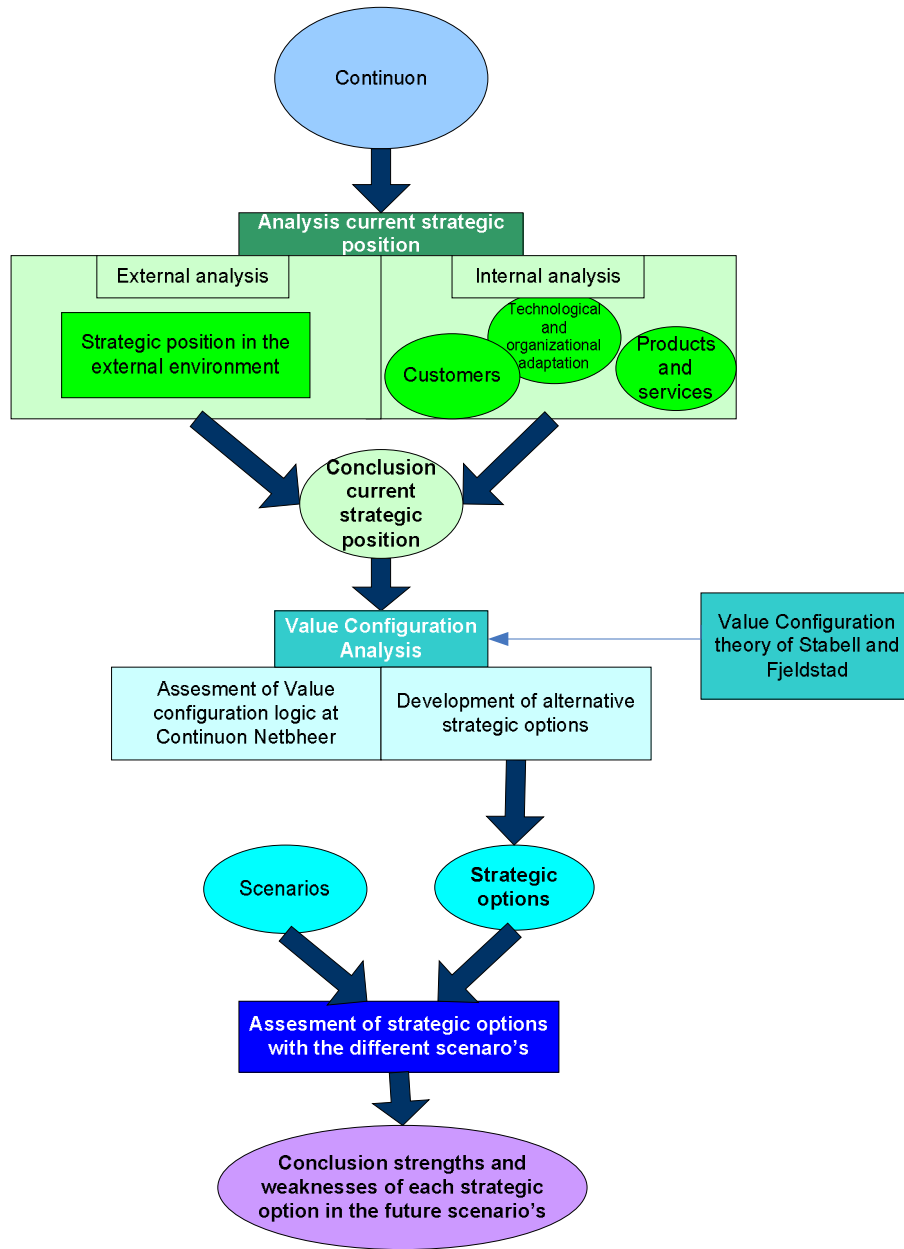 Continuon
Analysis current strategic
position
External analysis
Internal analysis
Strategic position in the
external environment
Technological
and
organizational
adaptation
Customers
Products
and
services
Conclusion
current
strategic
position
Value Configuration
Analysis
Value Configuration
theory of Stabell and
Fjeldstad
Assesment of Value
configuration logic at
Continuon Netbheer
Development of alternative
strategic options
Scenarios
Strategic
options
Assesment of strategic options
with the different scenaro's
Conclusion strengths and
weaknesses of each strategic
option in the future scenario's